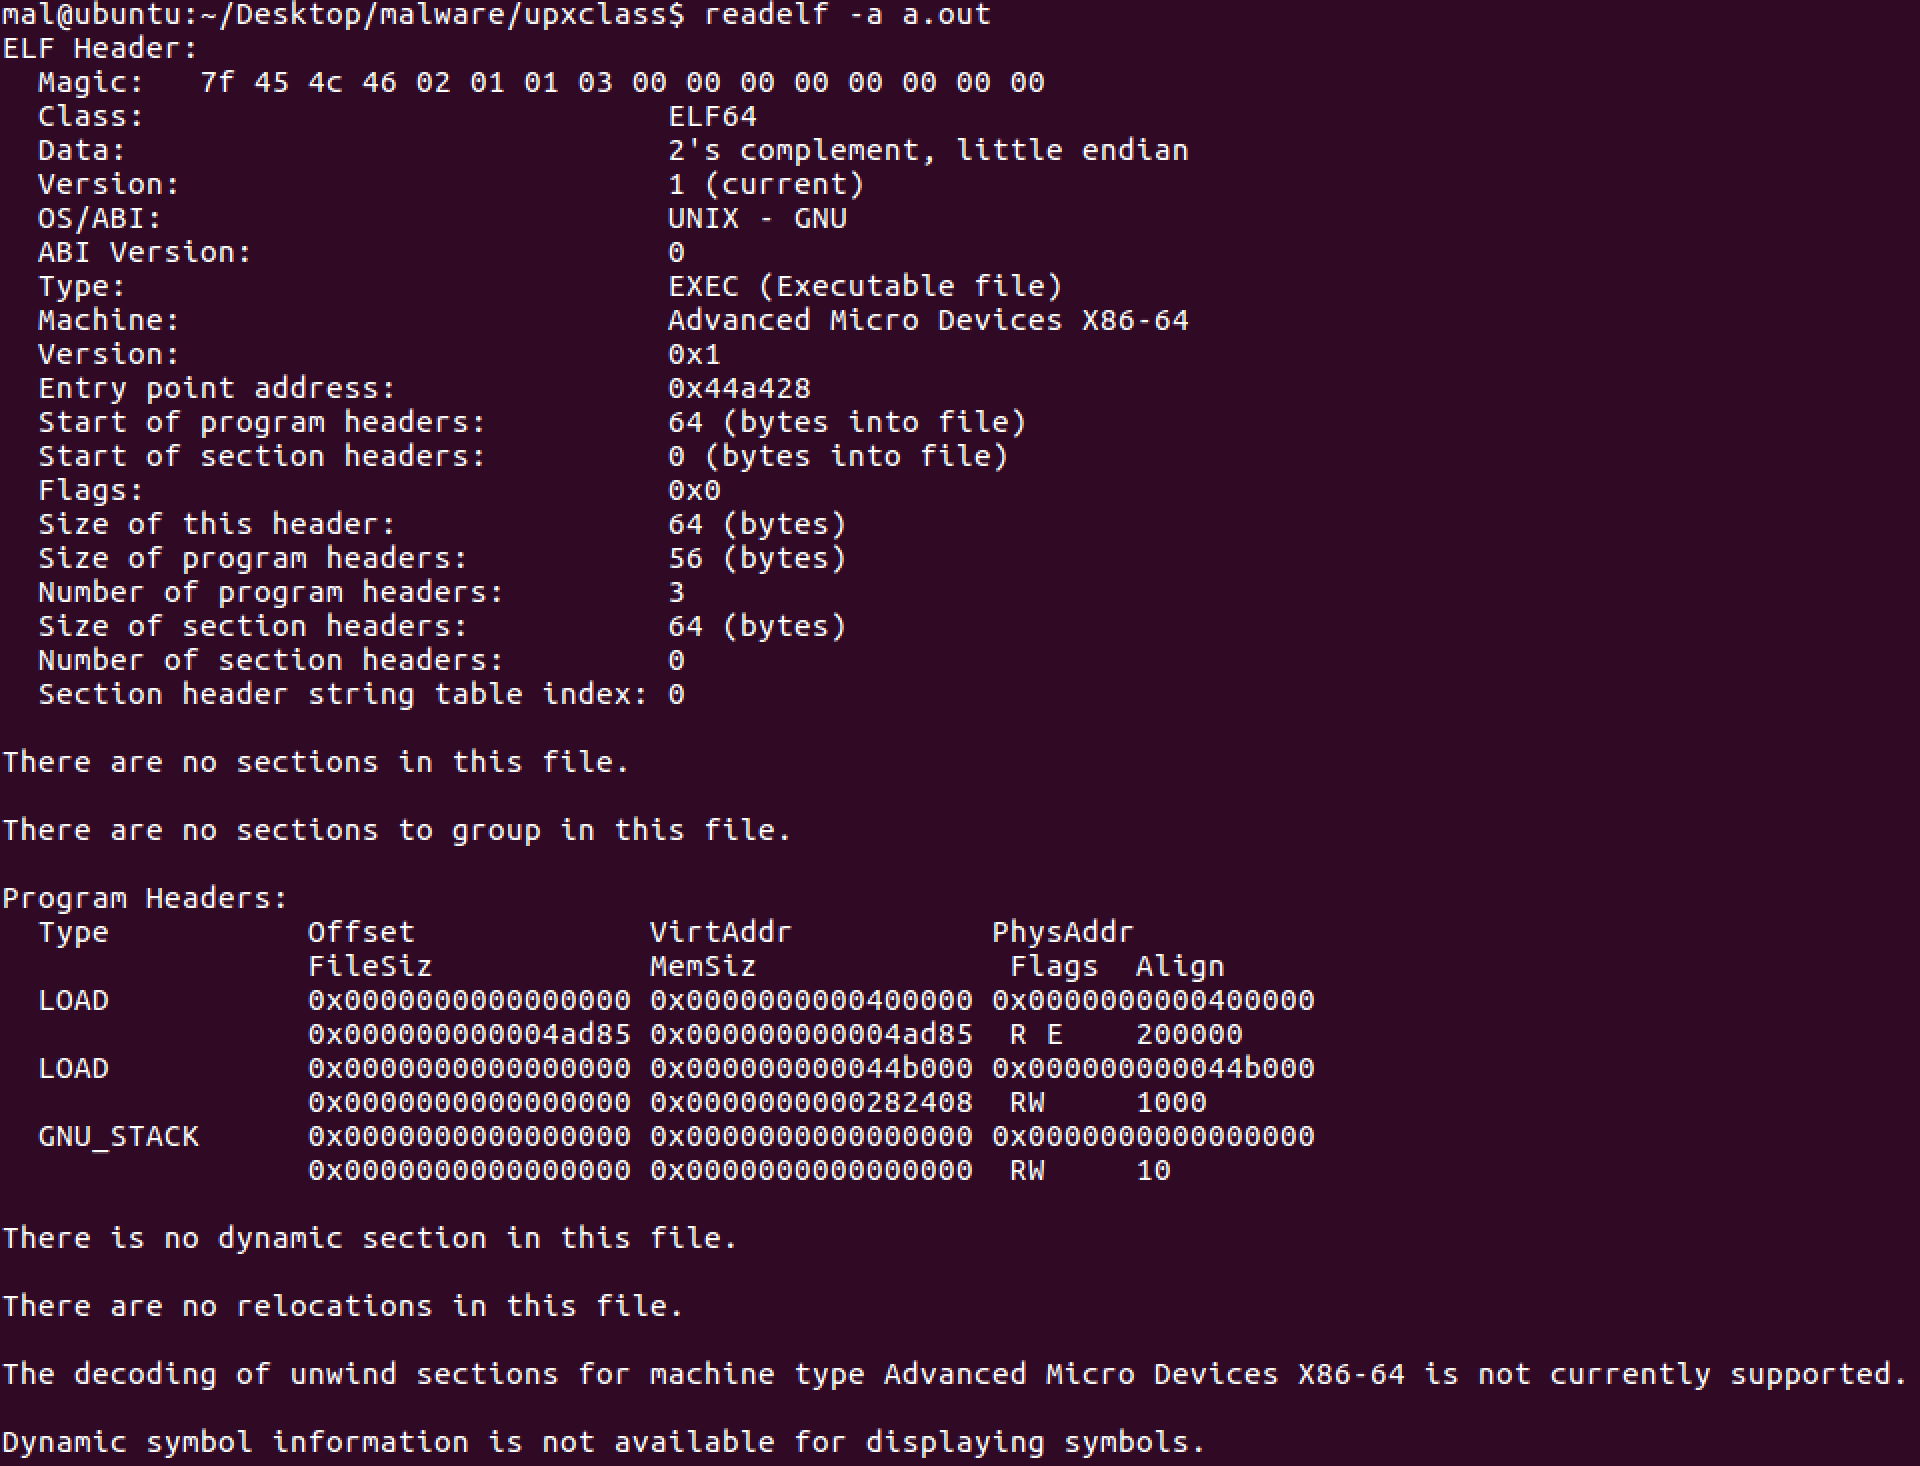 mal@ubuntu:~/Desktop/malware/upxclass$ readelf -a a.out
ELF Header:
  Magic:   7f 45 4c 46 02 01 01 03 00 00 00 00 00 00 00 00
  Class:                             ELF64
  Data:                              2's complement, little endian
  Version:                           1 (current)
  OS/ABI:                            UNIX - GNU
  ABI Version:                       0
  Type:                              EXEC (Executable file)
  Machine:                           Advanced Micro Devices X86-64
  Version:                           0x1
  Entry point address:               0x44a428
  Start of program headers:          64 (bytes into file)
  Start of section headers:          0 (bytes into file)
  Flags:                             0x0
  Size of this header:               64 (bytes)
  Size of program headers:           56 (bytes)
  Number of program headers:         3
  Size of section headers:           64 (bytes)
  Number of section headers:         0
  Section header string table index: 0

There are no sections in this file.

There are no sections to group in this file.

Program Headers:
  Type           Offset             VirtAddr           PhysAddr
                 FileSiz            MemSiz              Flags  Align
  LOAD           0x0000000000000000 0x0000000000400000 0x0000000000400000
                 0x000000000004ad85 0x000000000004ad85  R E    200000
  LOAD           0x0000000000000000 0x000000000044b000 0x000000000044b000
                 0x0000000000000000 0x0000000000282408  RW     1000
  GNU_STACK      0x0000000000000000 0x0000000000000000 0x0000000000000000
                 0x0000000000000000 0x0000000000000000  RW     10

There is no dynamic section in this file.

There are no relocations in this file.

The decoding of unwind sections for machine type Advanced Micro Devices X86-64 is not currently supported.

Dynamic symbol information is not available for displaying symbols.